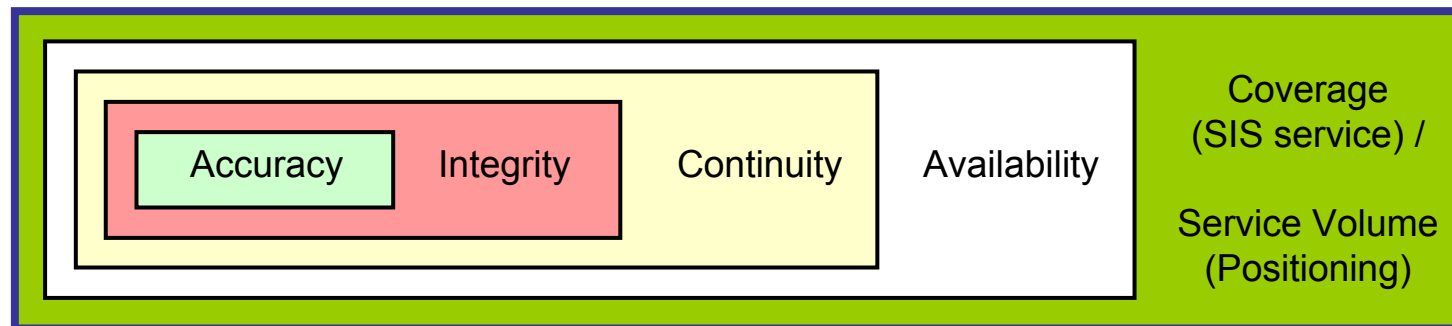 Accuracy
Integrity
Continuity
Availability
Coverage
(SIS service) /
Service Volume
(Positioning)